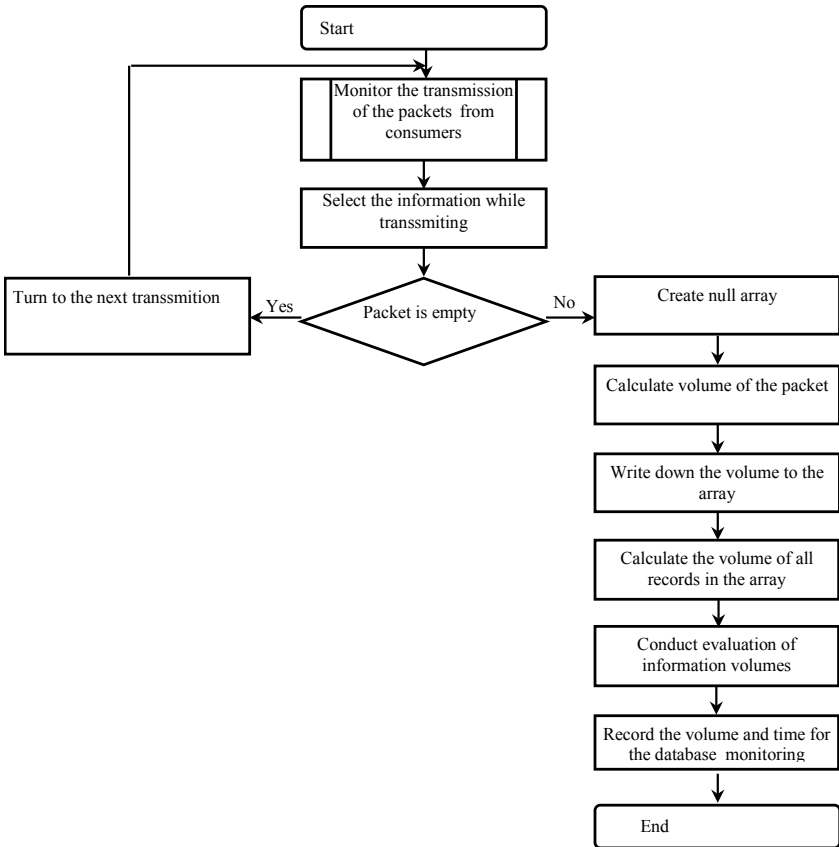 Start
Monitor the transmission
of the packets from
consumers
Select the information while
transsmiting
Packet is empty
Yes
Turn to the next transsmition
No
Create null array
Calculate volume of the packet
Write down the volume to the
array
Calculate the volume of all
records in the array
Conduct evaluation of
information volumes
Record the volume and time for
the database monitoring
End